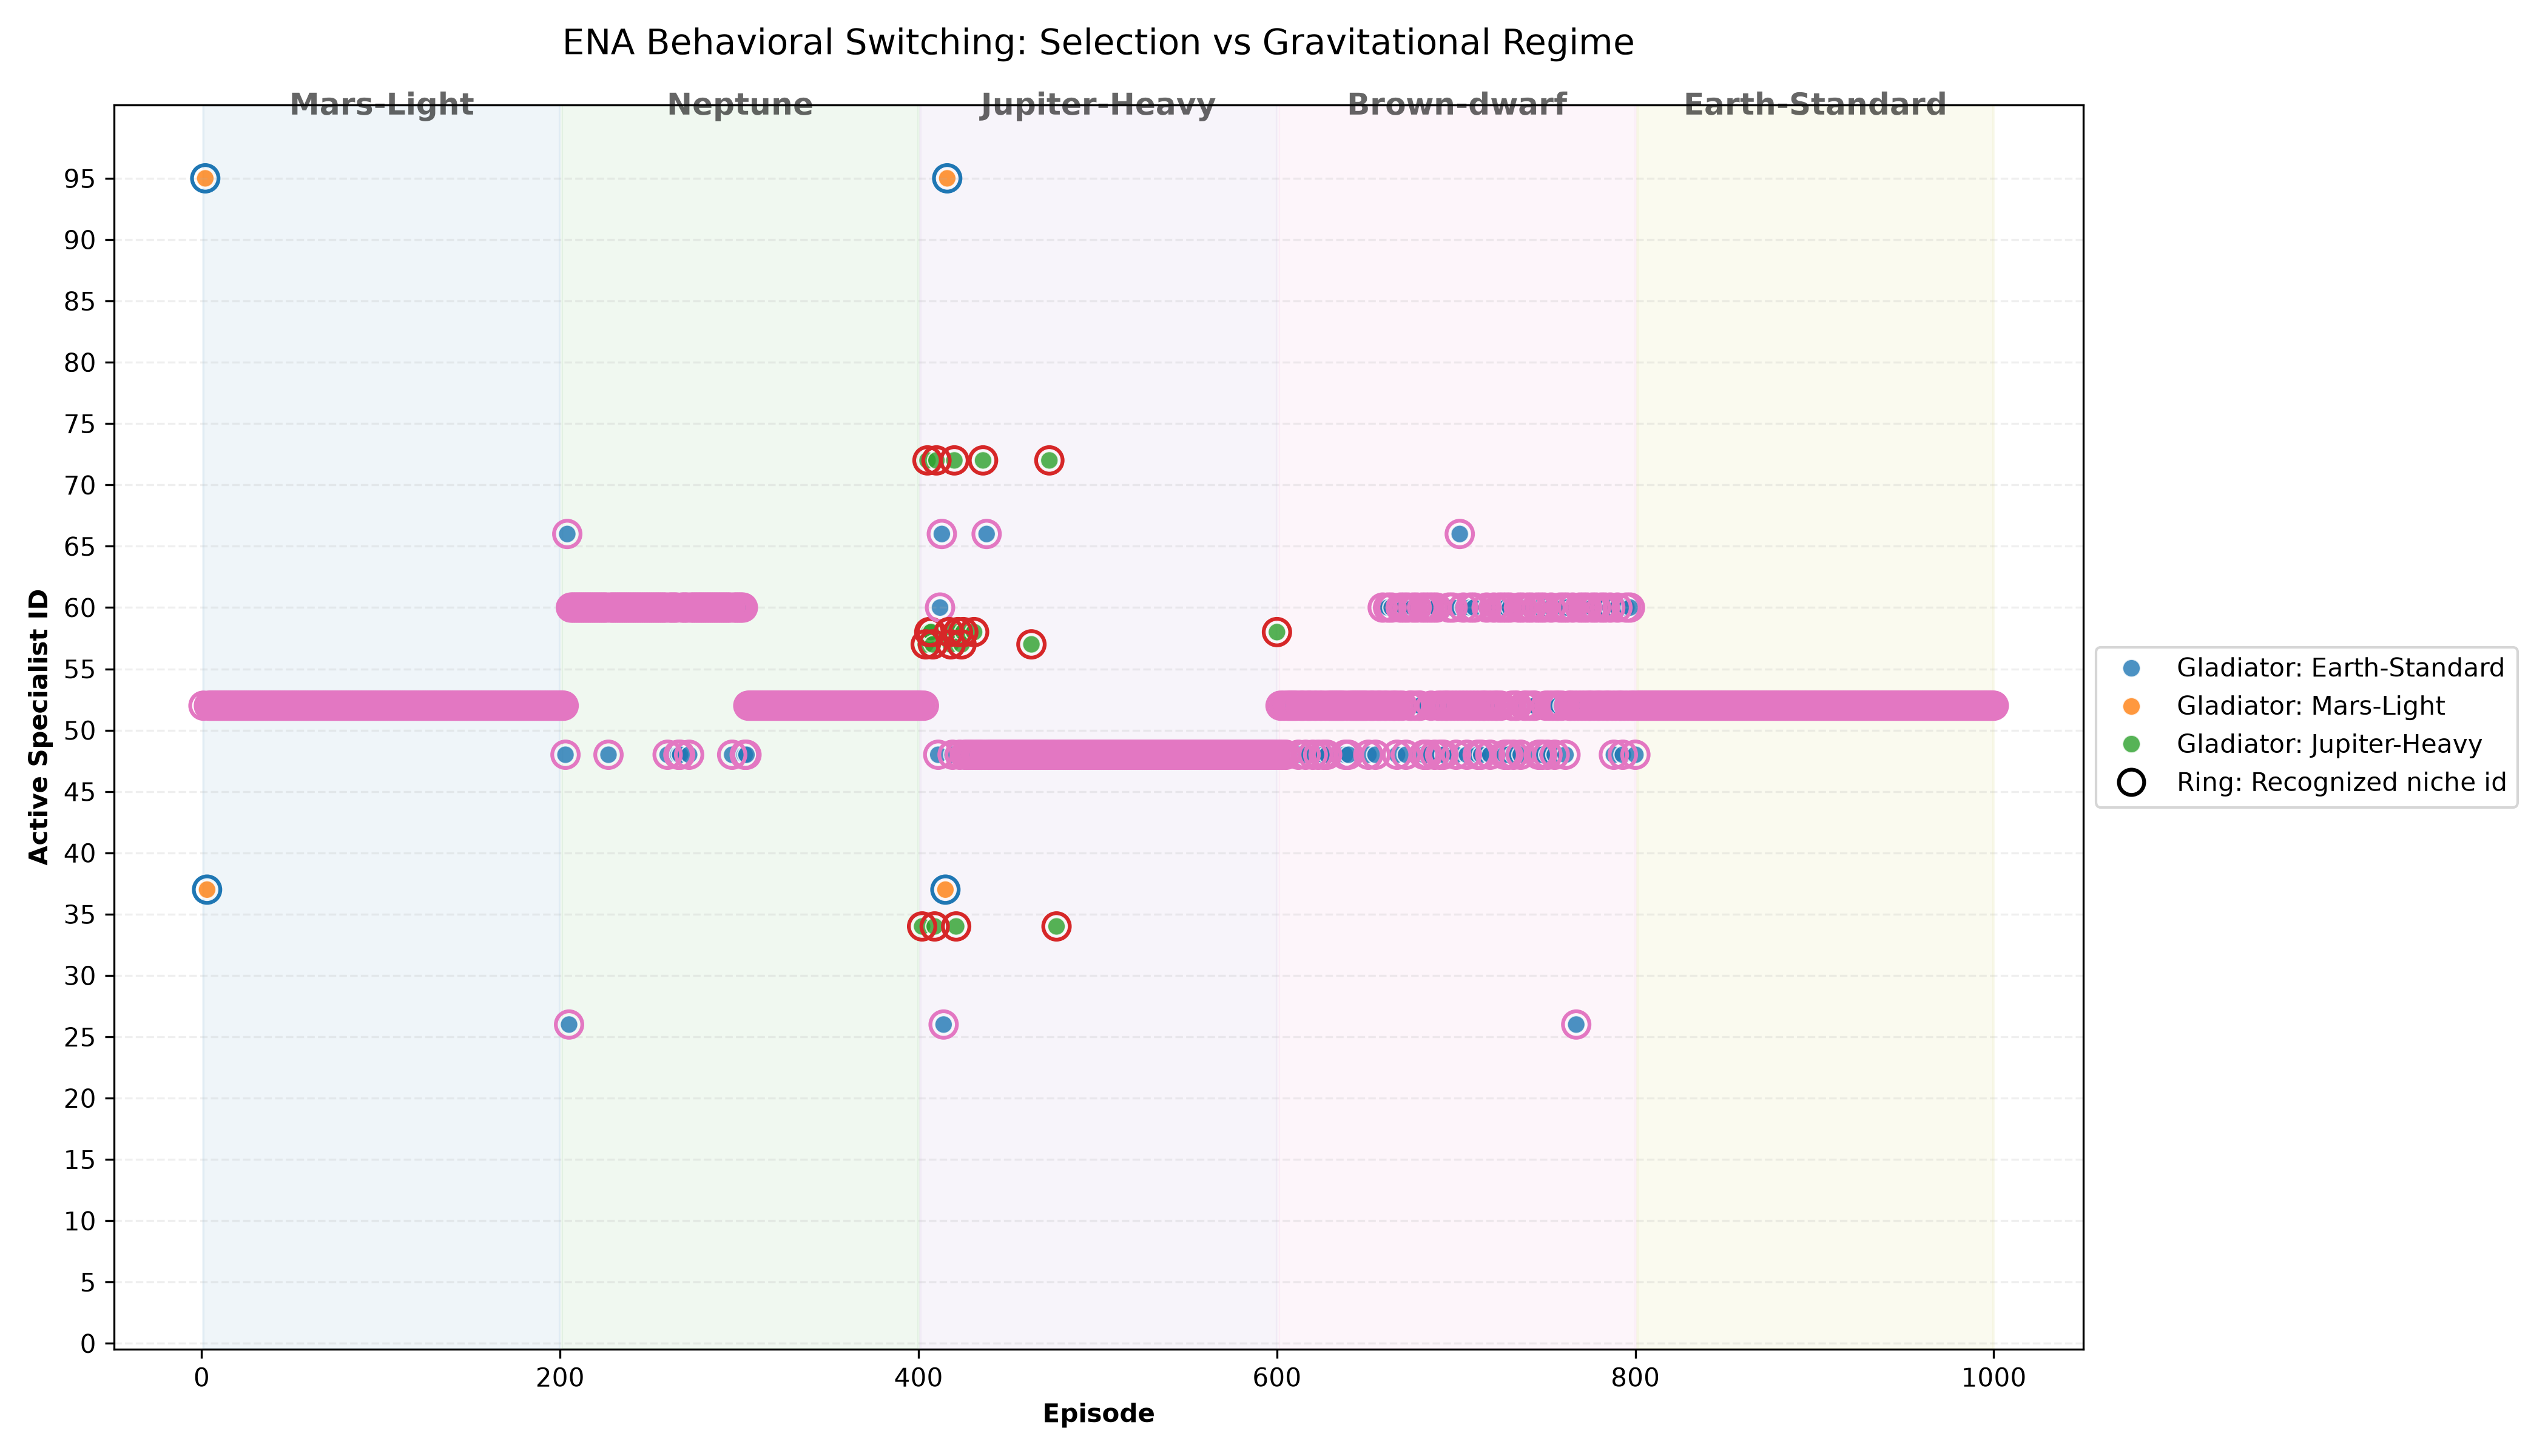 ENA Behavioral Switching: Selection vs Gravitational Regime
Mars-Light
Neptune
Jupiter-Heavy
Brown-dwarf
Earth-Standard
Active Specialist ID
95
90
85
80
75
70
65
60
55
50
45
40
35
30
25
20
15
10
5
0
0
200
400
600
800
1000
Episode
Gladiator: Earth-Standard
Gladiator: Mars-Light
Gladiator: Jupiter-Heavy
Ring: Recognized niche id